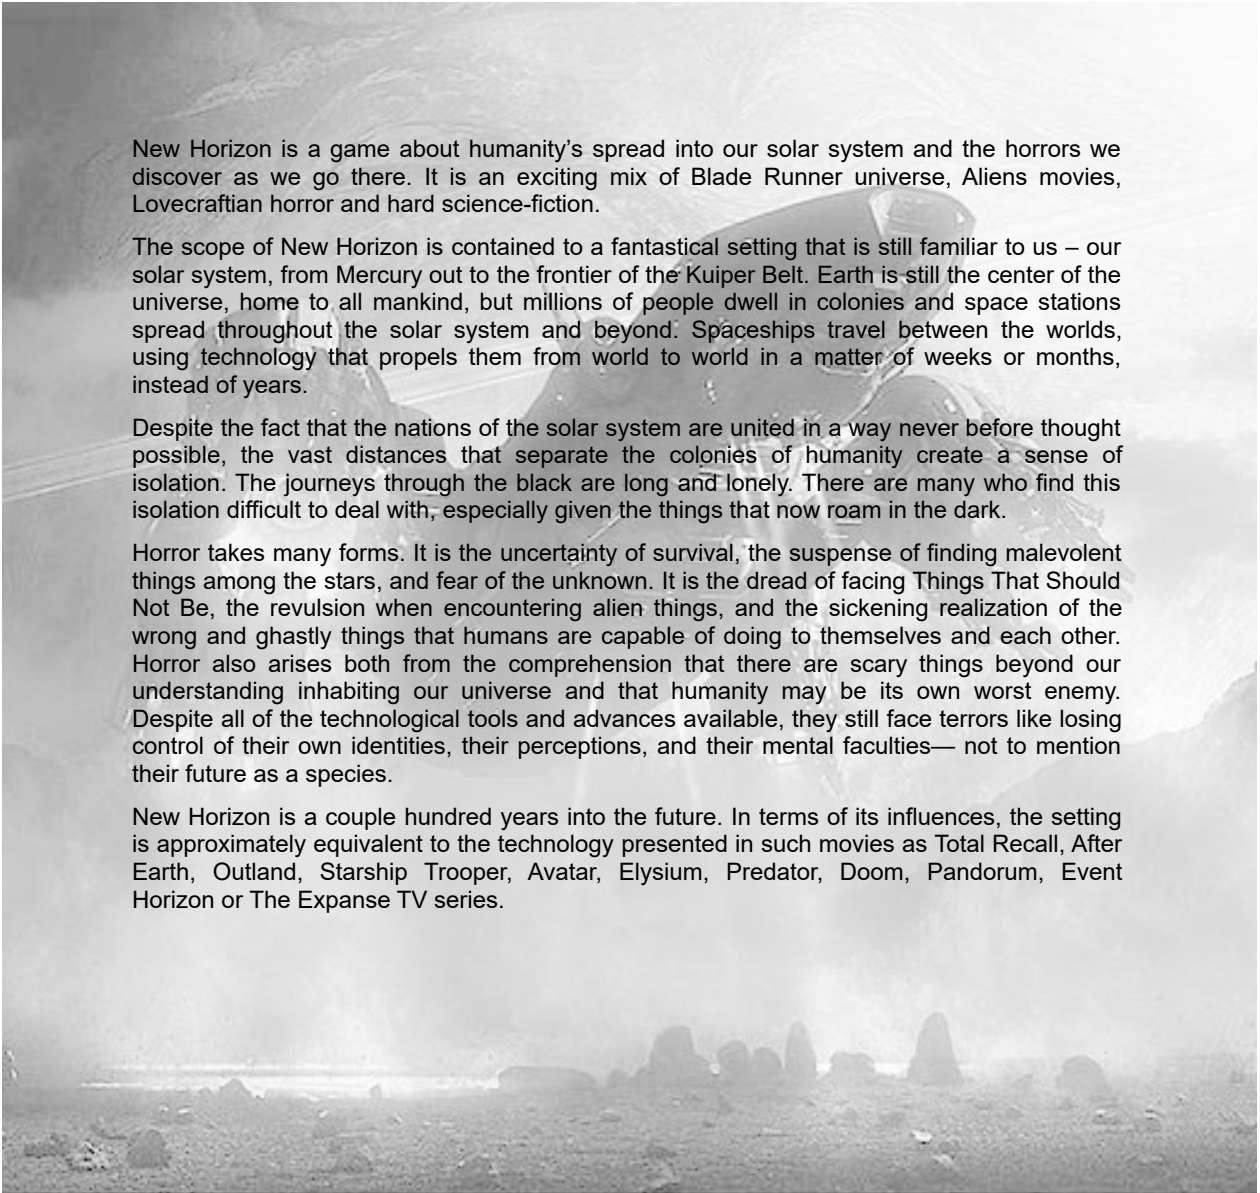 New Horizon is a game about humanity’s spread into our solar system and the horrors we
discover as we go there. It is an exciting mix of Blade Runner universe, Aliens movies,
Lovecraftian horror and hard science-fiction.
The scope of New Horizon is contained to a fantastical setting that is still familiar to us – our
solar system, from Mercury out to the frontier of the Kuiper Belt. Earth is still the center of the
universe, home to all mankind, but millions of people dwell in colonies and space stations
spread throughout the solar system and beyond. Spaceships travel between the worlds,
using technology that propels them from world to world in a matter of weeks or months,
instead of years.
Despite the fact that the nations of the solar system are united in a way never before thought
possible, the vast distances that separate the colonies of humanity create a sense of
isolation. The journeys through the black are long and lonely. There are many who find this
isolation difficult to deal with, especially given the things that now roam in the dark.
Horror takes many forms. It is the uncertainty of survival, the suspense of finding malevolent
things among the stars, and fear of the unknown. It is the dread of facing Things That Should
Not Be, the revulsion when encountering alien things, and the sickening realization of the
wrong and ghastly things that humans are capable of doing to themselves and each other.
Horror also arises both from the comprehension that there are scary things beyond our
understanding inhabiting our universe and that humanity may be its own worst enemy.
Despite all of the technological tools and advances available, they still face terrors like losing
control of their own identities, their perceptions, and their mental faculties— not to mention
their future as a species.
New Horizon is a couple hundred years into the future. In terms of its influences, the setting
is approximately equivalent to the technology presented in such movies as Total Recall, After
Earth, Outland, Starship Trooper, Avatar, Elysium, Predator, Doom, Pandorum, Event
Horizon or The Expanse TV series.